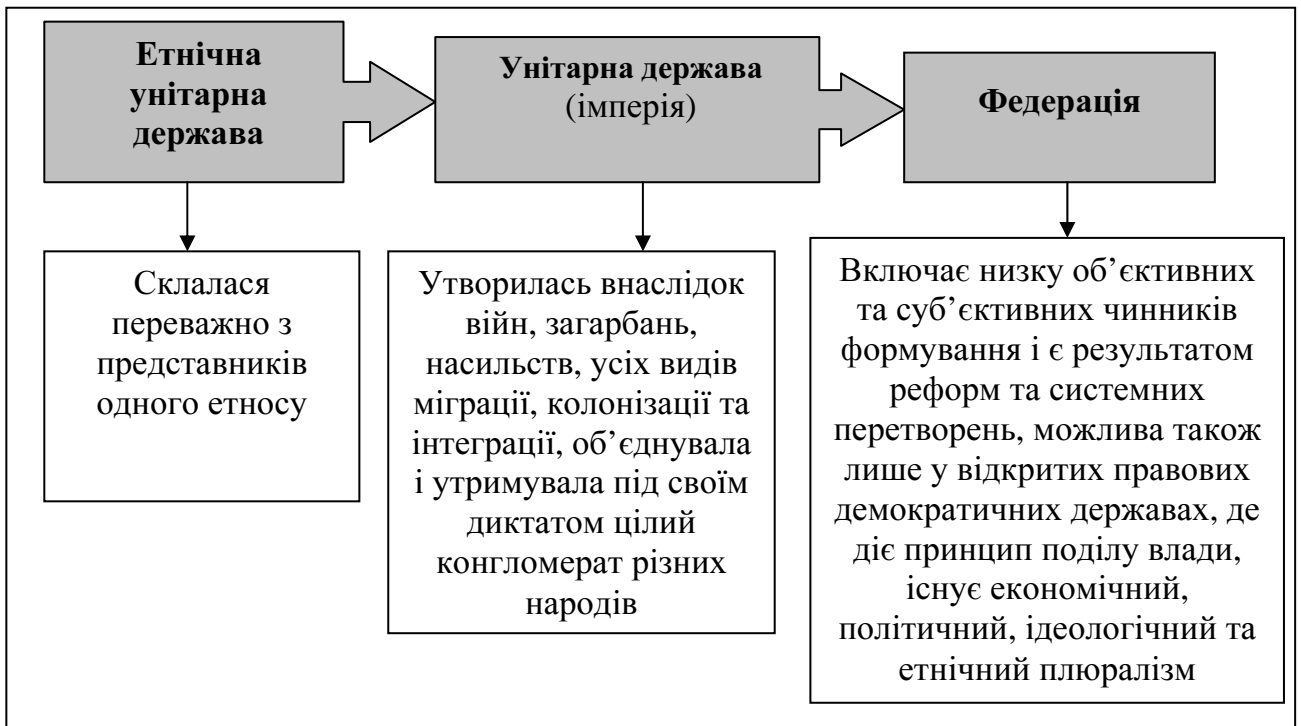 Етнічна
унітарна
держава
Унітарна держава
(імперія)
Федерація
Склалася
переважно з
представників
одного етносу
Утворилась внаслідок
війн, загарбань,
насильств, усіх видів
міграції, колонізації та
інтеграції, об’єднувала
і утримувала під своїм
диктатом цілий
конгломерат різних
народів
Включає низку об’єктивних
та суб’єктивних чинників
формування і є результатом
реформ та системних
перетворень, можлива також
лише у відкритих правових
демократичних державах, де
діє принцип поділу влади,
існує економічний,
політичний, ідеологічний та
етнічний плюралізм